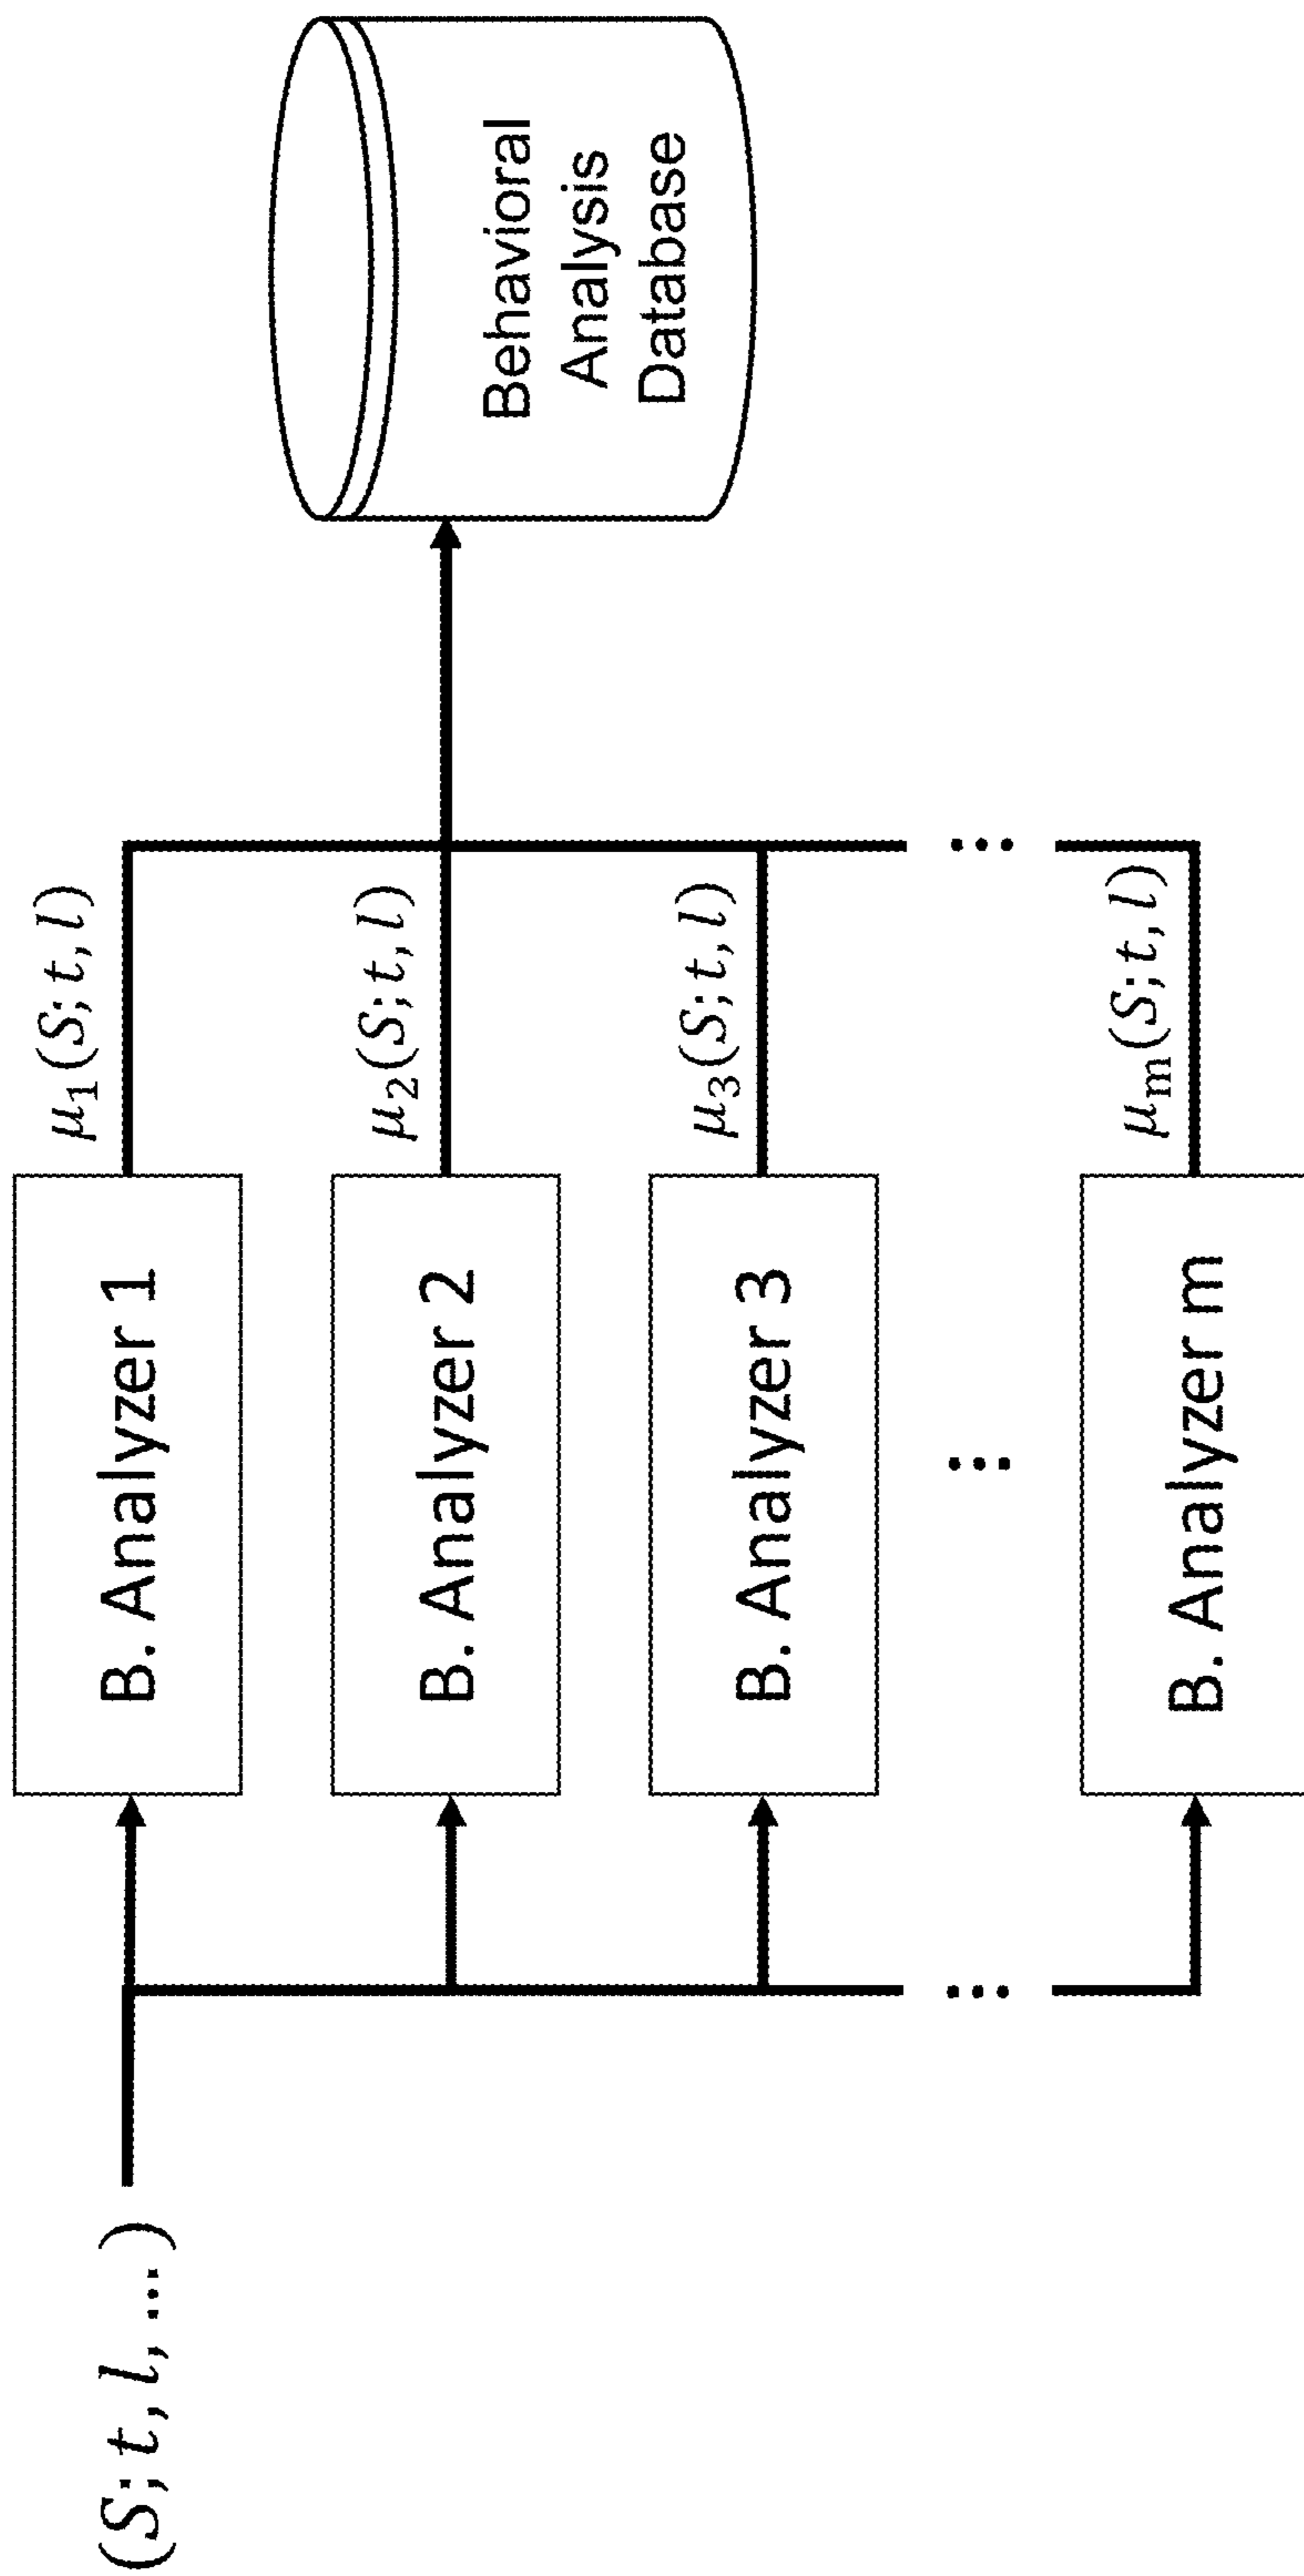 (S; t, l, ...)
B. Analyzer 1
μ₁(S; t, l)
B. Analyzer 2
μ₂(S; t, l)
B. Analyzer 3
μ₃(S; t, l)
...
...
...
B. Analyzer m
μₘ(S; t, l)
Behavioral
Analysis
Database